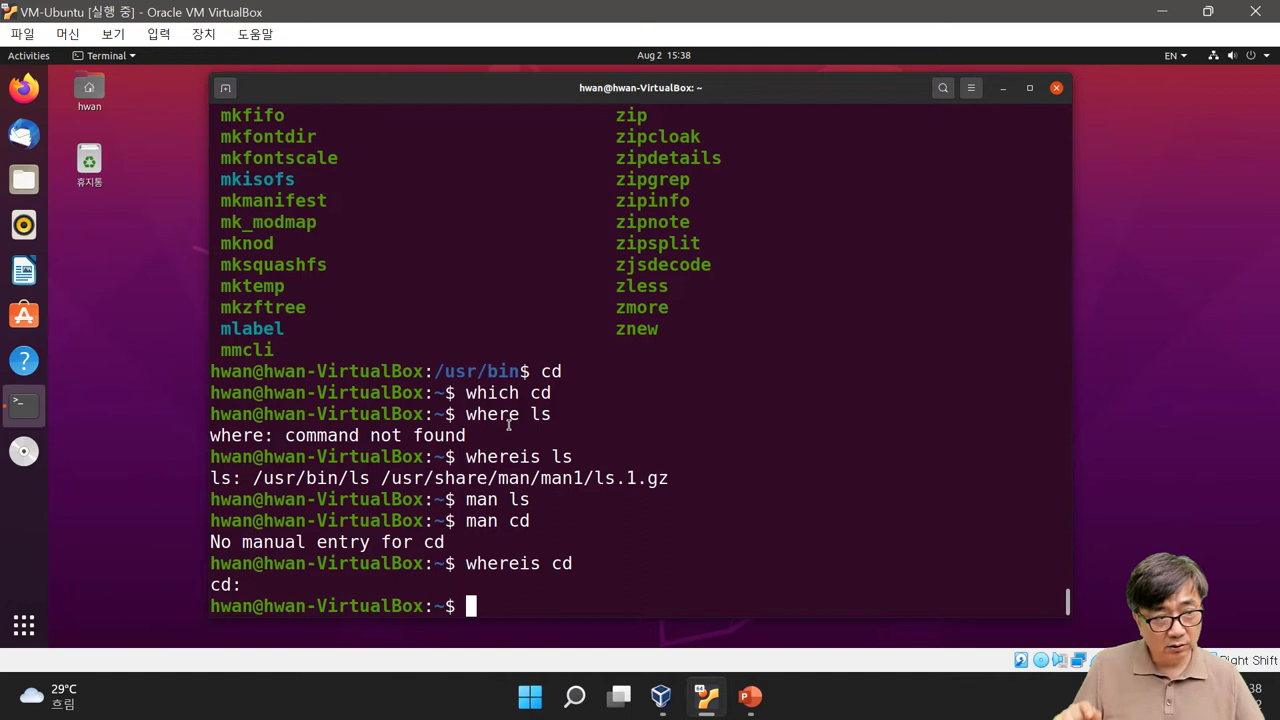 VM-Ubuntu [실행 중] - Oracle VM VirtualBox
파일 머신 보기 입력 장치 도움말
Activities Terminal Aug 2 15:38 EN
hwan@hwan-VirtualBox: ~
hwan
휴지통
mkfifo zip
mkfontdir zipcloak
mkfontscale zipdetails
mkisofs zipgrep
mkmanifest zipinfo
mk_modmap zipnote
mknod zipsplit
mksquashfs zjsdecode
mktemp zless
mkzftree zmore
mlabel znew
mmcli
hwan@hwan-VirtualBox:/usr/bin$ cd
hwan@hwan-VirtualBox:~$ which cd
hwan@hwan-VirtualBox:~$ where ls
where: command not found
hwan@hwan-VirtualBox:~$ whereis ls
ls: /usr/bin/ls /usr/share/man/man1/ls.1.gz
hwan@hwan-VirtualBox:~$ man ls
hwan@hwan-VirtualBox:~$ man cd
No manual entry for cd
hwan@hwan-VirtualBox:~$ whereis cd
cd:
hwan@hwan-VirtualBox:~$
Right Shift
29°C
흐림